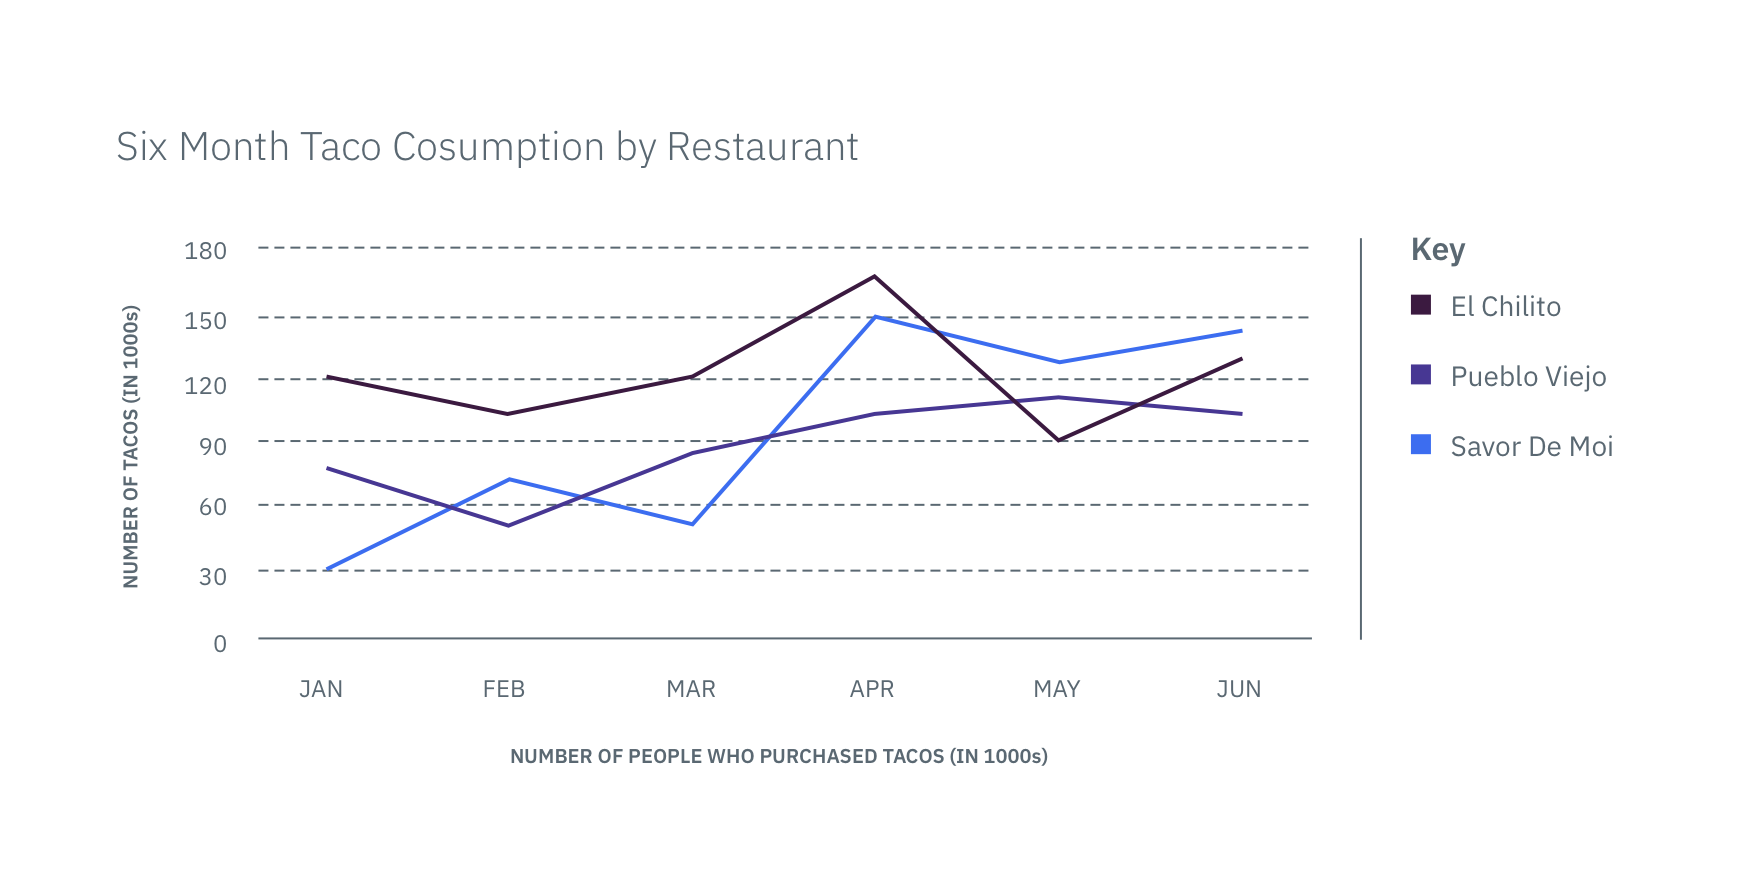 Six Month Taco Cosumption by Restaurant
NUMBER OF TACOS (IN 1000s)
180
150
120
90
60
30
0
JAN FEB MAR APR MAY JUN
NUMBER OF PEOPLE WHO PURCHASED TACOS (IN 1000s)
Key
El Chilito
Pueblo Viejo
Savor De Moi